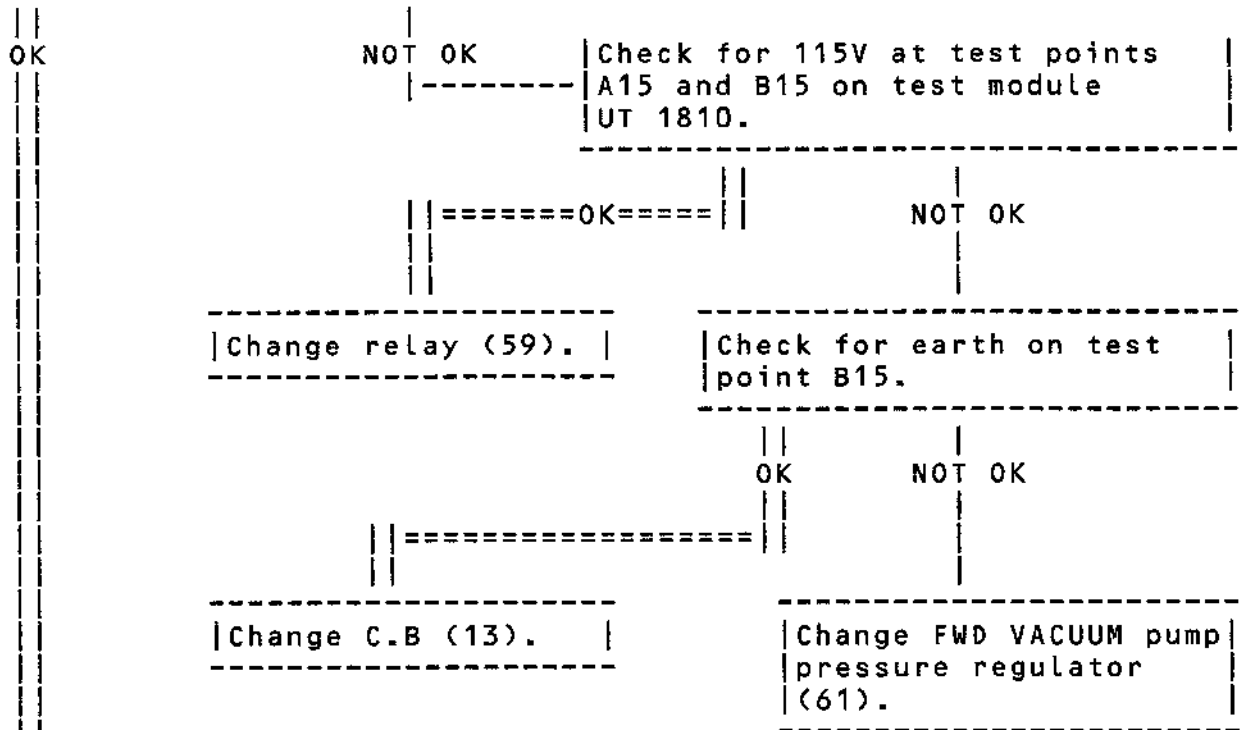 OK
NOT OK
Check for 115V at test points
A15 and B15 on test module
UT 1810.
OK
NOT OK
Change relay (59).
Check for earth on test
point B15.
OK
NOT OK
Change C.B (13).
Change FWD VACUUM pump
pressure regulator
(61).